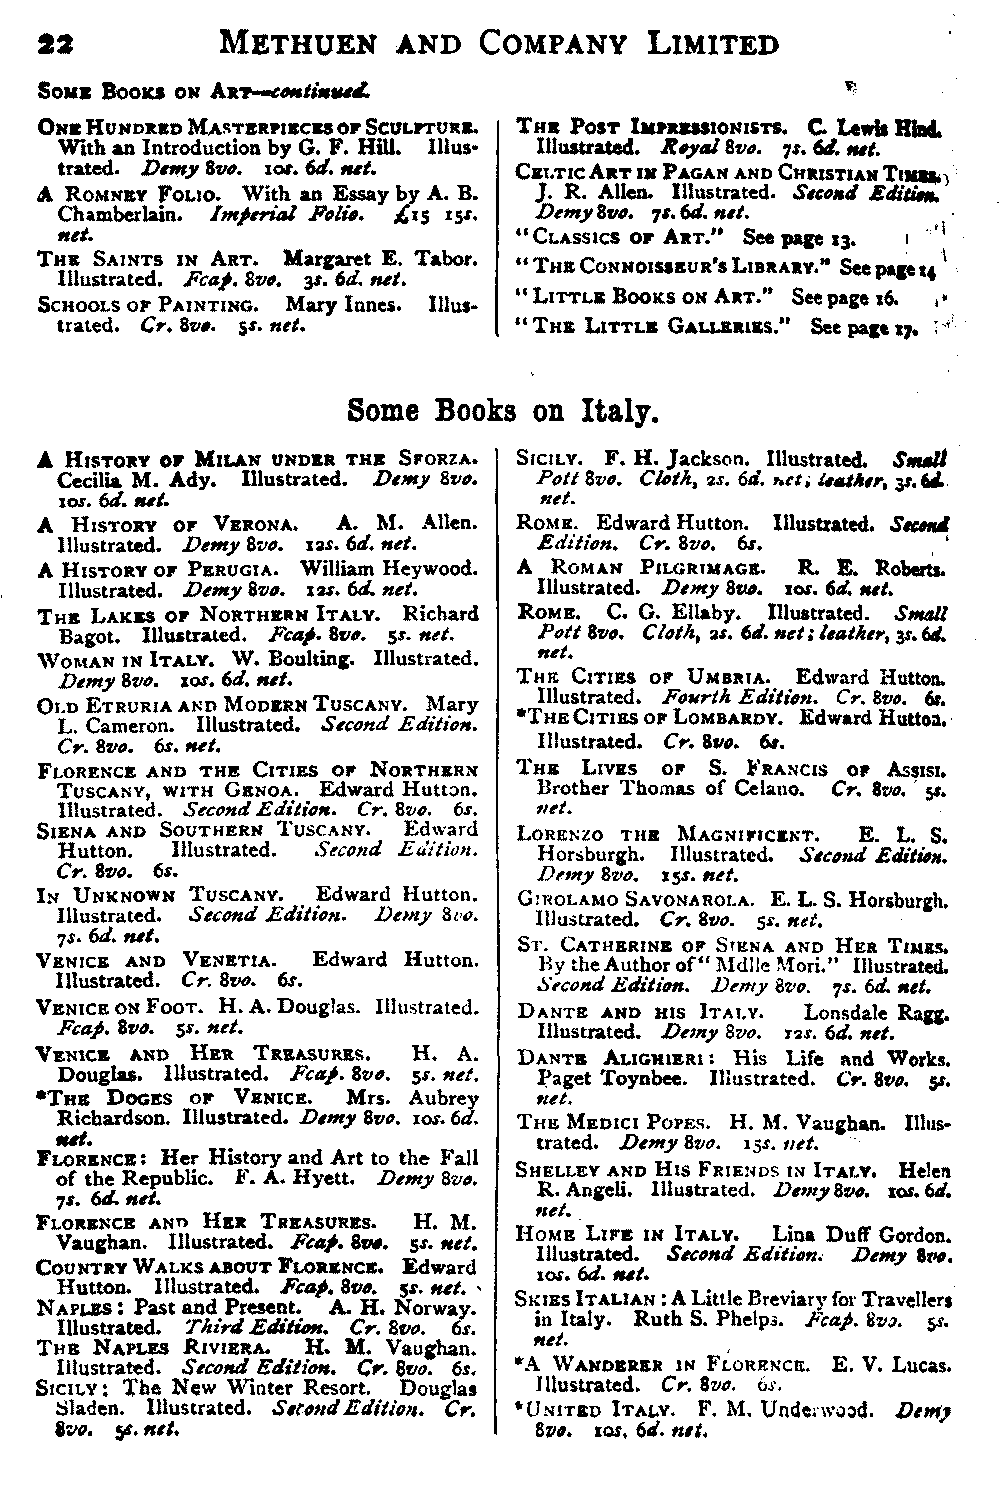 22 METHUEN AND COMPANY LIMITED
SOME BOOKS ON ART—continued.
ONE HUNDRED MASTERPIECES OF SCULPTURE.
With an Introduction by G. F. Hill. Illus-
trated. Demy 8vo. 10s. 6d. net.
A ROMNEY FOLIO. With an Essay by A. B.
Chamberlain. Imperial Folio. £15 15s.
net.
THE SAINTS IN ART. Margaret E. Tabor.
Illustrated. Fcap. 8vo. 3s. 6d. net.
SCHOOLS OF PAINTING. Mary Innes. Illus-
trated. Cr. 8vo. 5s. net.
THE POST IMPRESSIONISTS. C. Lewis Hind.
Illustrated. Royal 8vo. 7s. 6d. net.
CELTIC ART IN PAGAN AND CHRISTIAN TIMES.
J. R. Allen. Illustrated. Second Edition.
Demy 8vo. 7s. 6d. net.
"CLASSICS OF ART." See page 13.
"THE CONNOISSEUR'S LIBRARY." See page 14
"LITTLE BOOKS ON ART." See page 16.
"THE LITTLE GALLERIES." See page 17.
Some Books on Italy.
A HISTORY OF MILAN UNDER THE SFORZA.
Cecilia M. Ady. Illustrated. Demy 8vo.
10s. 6d. net.
A HISTORY OF VERONA. A. M. Allen.
Illustrated. Demy 8vo. 12s. 6d. net.
A HISTORY OF PERUGIA. William Heywood.
Illustrated. Demy 8vo. 12s. 6d. net.
THE LAKES OF NORTHERN ITALY. Richard
Bagot. Illustrated. Fcap. 8vo. 5s. net.
WOMAN IN ITALY. W. Boulting. Illustrated.
Demy 8vo. 10s. 6d. net.
OLD ETRURIA AND MODERN TUSCANY. Mary
L. Cameron. Illustrated. Second Edition.
Cr. 8vo. 6s. net.
FLORENCE AND THE CITIES OF NORTHERN
TUSCANY, WITH GENOA. Edward Hutton.
Illustrated. Second Edition. Cr. 8vo. 6s.
SIENA AND SOUTHERN TUSCANY. Edward
Hutton. Illustrated. Second Edition.
Cr. 8vo. 6s.
IN UNKNOWN TUSCANY. Edward Hutton.
Illustrated. Second Edition. Demy 8vo.
7s. 6d. net.
VENICE AND VENETIA. Edward Hutton.
Illustrated. Cr. 8vo. 6s.
VENICE ON FOOT. H. A. Douglas. Illustrated.
Fcap. 8vo. 5s. net.
VENICE AND HER TREASURES. H. A.
Douglas. Illustrated. Fcap. 8vo. 5s. net.
*THE DOGES OF VENICE. Mrs. Aubrey
Richardson. Illustrated. Demy 8vo. 10s. 6d.
net.
FLORENCE: Her History and Art to the Fall
of the Republic. F. A. Hyett. Demy 8vo.
7s. 6d. net.
FLORENCE AND HER TREASURES. H. M.
Vaughan. Illustrated. Fcap. 8vo. 5s. net.
COUNTRY WALKS ABOUT FLORENCE. Edward
Hutton. Illustrated. Fcap. 8vo. 5s. net.
NAPLES: Past and Present. A. H. Norway.
Illustrated. Third Edition. Cr. 8vo. 6s.
THE NAPLES RIVIERA. H. M. Vaughan.
Illustrated. Second Edition. Cr. 8vo. 6s.
SICILY: The New Winter Resort. Douglas
Sladen. Illustrated. Second Edition. Cr.
8vo. 5s. net.
SICILY. F. H. Jackson. Illustrated. Small
Pott 8vo. Cloth, 2s. 6d. net; leather, 3s. 6d.
net.
ROME. Edward Hutton. Illustrated. Second
Edition. Cr. 8vo. 6s.
A ROMAN PILGRIMAGE. R. E. Roberts.
Illustrated. Demy 8vo. 10s. 6d. net.
ROME. C. G. Ellaby. Illustrated. Small
Pott 8vo. Cloth, 2s. 6d. net; leather, 3s. 6d.
net.
THE CITIES OF UMBRIA. Edward Hutton.
Illustrated. Fourth Edition. Cr. 8vo. 6s.
*THE CITIES OF LOMBARDY. Edward Hutton.
Illustrated. Cr. 8vo. 6s.
THE LIVES OF S. FRANCIS OF ASSISI.
Brother Thomas of Celano. Cr. 8vo. 5s.
net.
LORENZO THE MAGNIFICENT. E. L. S.
Horsburgh. Illustrated. Second Edition.
Demy 8vo. 15s. net.
GIROLAMO SAVONAROLA. E. L. S. Horsburgh.
Illustrated. Cr. 8vo. 5s. net.
ST. CATHERINE OF SIENA AND HER TIMES.
By the Author of "Mdlle Mori." Illustrated.
Second Edition. Demy 8vo. 7s. 6d. net.
DANTE AND HIS ITALY. Lonsdale Ragg.
Illustrated. Demy 8vo. 12s. 6d. net.
DANTE ALIGHIERI: His Life and Works.
Paget Toynbee. Illustrated. Cr. 8vo. 5s.
net.
THE MEDICI POPES. H. M. Vaughan. Illus-
trated. Demy 8vo. 15s. net.
SHELLEY AND HIS FRIENDS IN ITALY. Helen
R. Angeli. Illustrated. Demy 8vo. 10s. 6d.
net.
HOME LIFE IN ITALY. Lina Duff Gordon.
Illustrated. Second Edition. Demy 8vo.
10s. 6d. net.
SKIES ITALIAN: A Little Breviary for Travellers
in Italy. Ruth S. Phelps. Fcap. 8vo. 5s.
net.
*A WANDERER IN FLORENCE. E. V. Lucas.
Illustrated. Cr. 8vo. 6s.
*UNITED ITALY. F. M. Underwood. Demy
8vo. 10s. 6d. net.